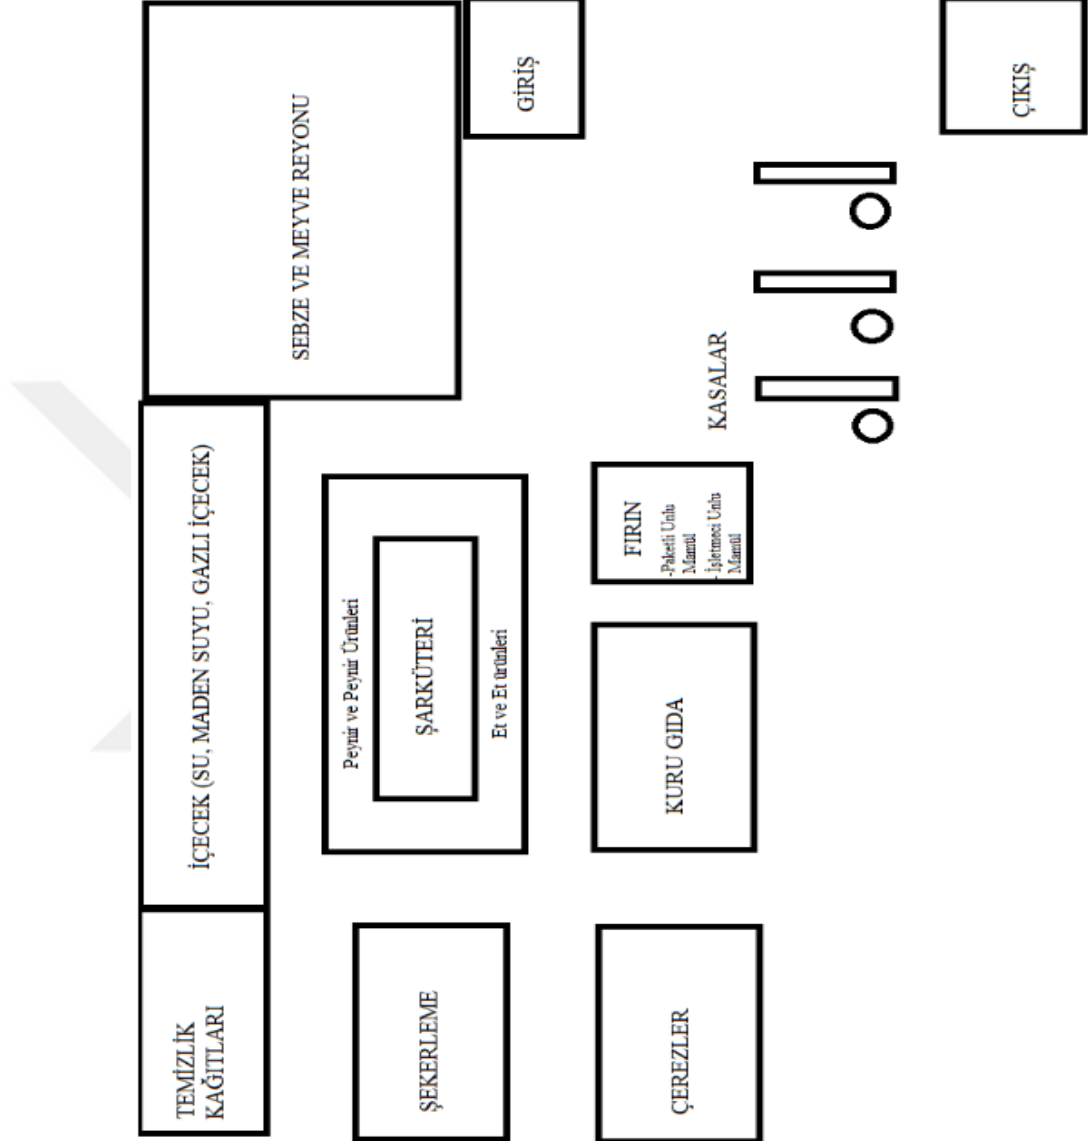 TEMİZLİK
KAĞITLARI
İÇECEK (SU, MADEN SUYU, GAZLI İÇECEK)
SEBZE VE MEYVE REYONU
GİRİŞ
ŞEKERLEME
Peynir ve Peynir Ürünleri
ŞARKÜTERİ
Et ve Et ürünleri
ÇEREZLER
KURU GIDA
FIRIN
-Paketli Unlu
Mamül
- İşletmeci Unlu
Mamül
KASALAR
ÇIKIŞ